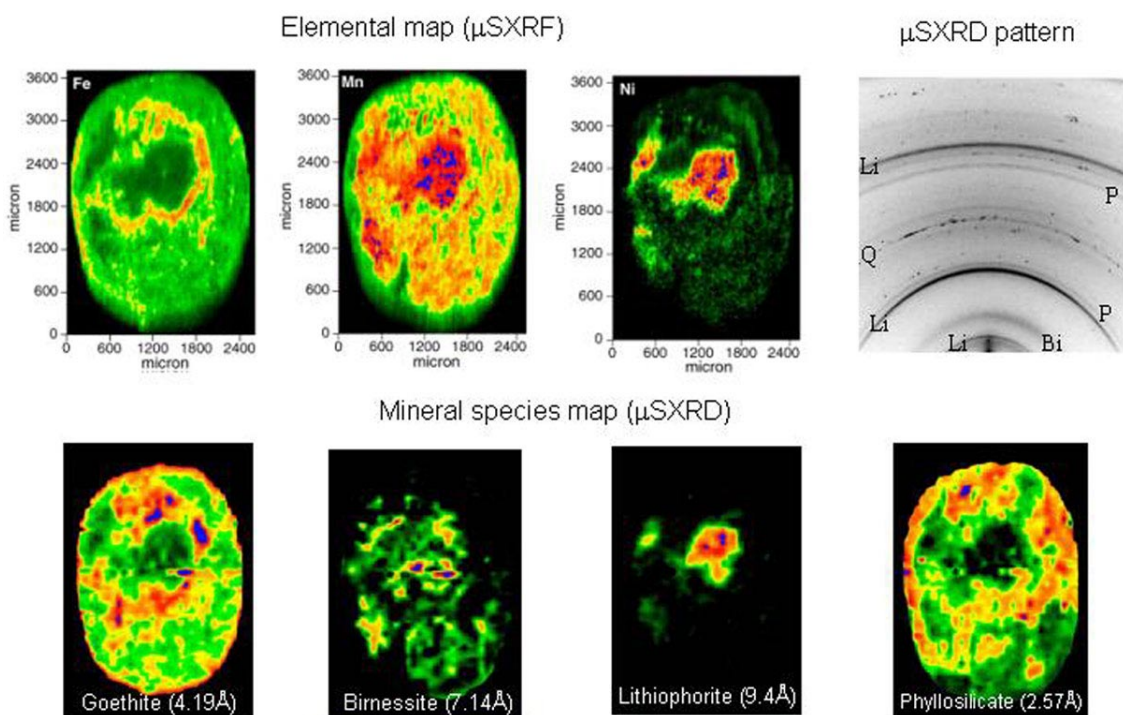 Elemental map (μSXRF)
μSXRD pattern
Fe
3600
3000
2400
1800
1200
600
0
micron
0 600 1200 1800 2400
micron
Mn
3600
3000
2400
1800
1200
600
0
micron
0 600 1200 1800 2400
micron
Ni
3600
3000
2400
1800
1200
600
0
micron
0 600 1200 1800 2400
micron
Li
P
Q
Li
P
Li
Bi
Mineral species map (μSXRD)
Goethite (4.19Å)
Birnessite (7.14Å)
Lithiophorite (9.4Å)
Phyllosilicate (2.57Å)